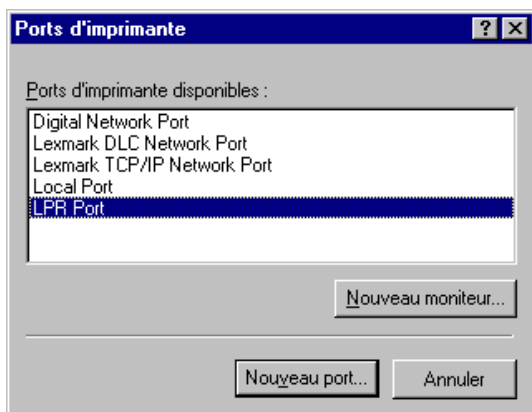 Ports d'imprimante
Ports d'imprimante disponibles :
Digital Network Port
Lexmark DLC Network Port
Lexmark TCP/IP Network Port
Local Port
LPR Port
Nouveau moniteur...
Nouveau port...
Annuler